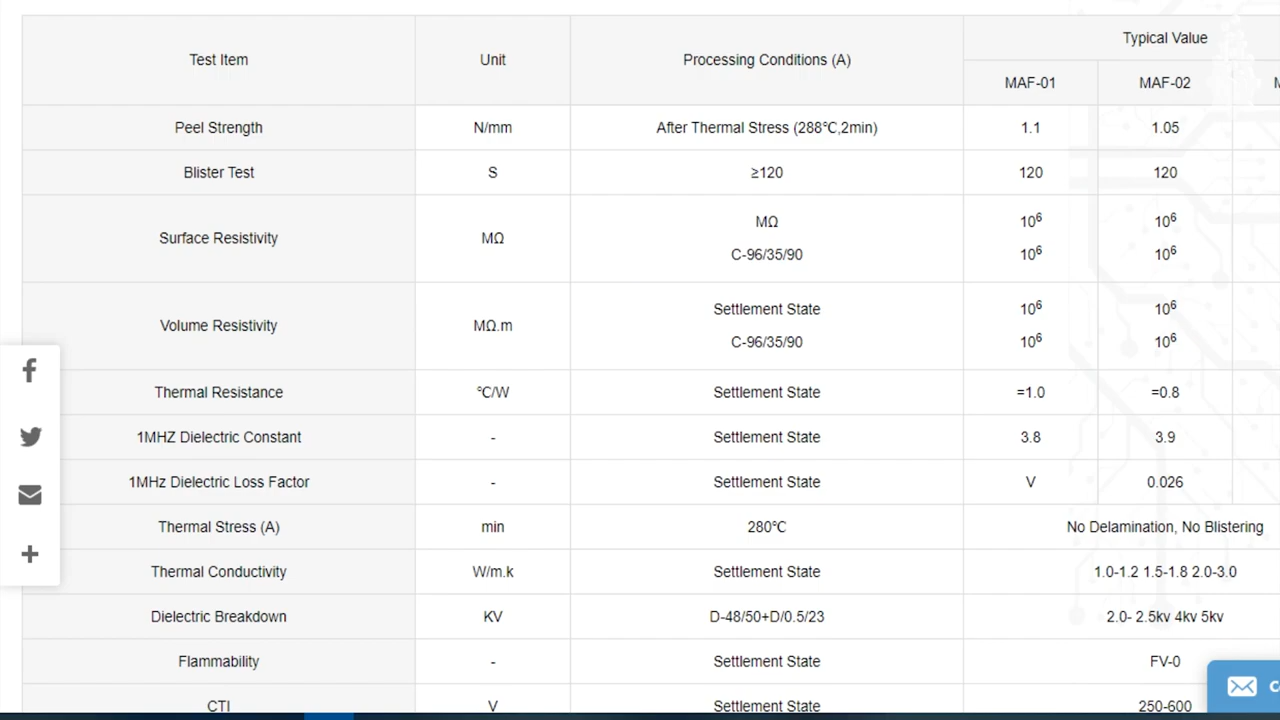 Test Item Unit Processing Conditions (A) Typical Value
MAF-01 MAF-02
Peel Strength N/mm After Thermal Stress (288℃,2min) 1.1 1.05
Blister Test S ≥120 120 120
Surface Resistivity MΩ MΩ 10⁶ 10⁶
C-96/35/90 10⁶ 10⁶
Volume Resistivity MΩ.m Settlement State 10⁶ 10⁶
C-96/35/90 10⁶ 10⁶
Thermal Resistance ℃/W Settlement State =1.0 =0.8
1MHZ Dielectric Constant - Settlement State 3.8 3.9
1MHz Dielectric Loss Factor - Settlement State V 0.026
Thermal Stress (A) min 280℃ No Delamination, No Blistering
Thermal Conductivity W/m.k Settlement State 1.0-1.2 1.5-1.8 2.0-3.0
Dielectric Breakdown KV D-48/50+D/0.5/23 2.0- 2.5kv 4kv 5kv
Flammability - Settlement State FV-0
CTI V Settlement State 250-600